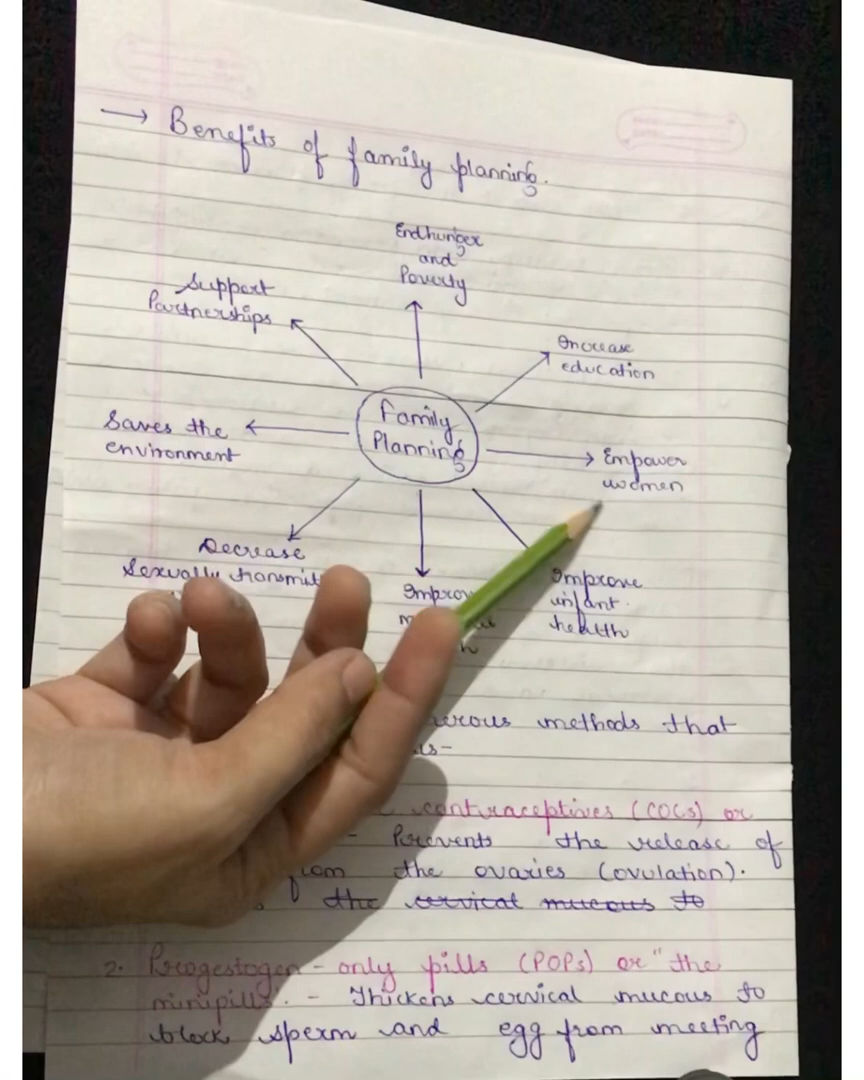 → Benefits of family planning.
End hunger
and
Poverty
Support
Partnerships
Increase
education
Saves the
environment
Family
Planning
Empower
women
Decrease
Sexually transmit
Improve
infant
health
methods that
contraceptives (COCs) or
- Prevents the release of
the ovaries (ovulation).
the cervical mucous to
2. Progestogen-only pills (POPs) or "the
minipills". - Thickens cervical mucous to
block sperm and egg from meeting